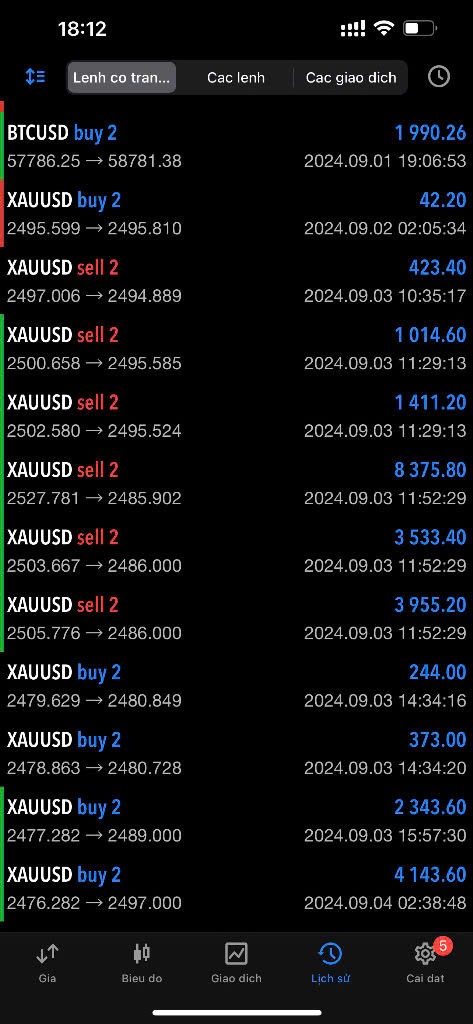 18:12
Lenh co tran... Cac lenh Cac giao dich
BTCUSD buy 2 1 990.26
57786.25 → 58781.38 2024.09.01 19:06:53
XAUUSD buy 2 42.20
2495.599 → 2495.810 2024.09.02 02:05:34
XAUUSD sell 2 423.40
2497.006 → 2494.889 2024.09.03 10:35:17
XAUUSD sell 2 1 014.60
2500.658 → 2495.585 2024.09.03 11:29:13
XAUUSD sell 2 1 411.20
2502.580 → 2495.524 2024.09.03 11:29:13
XAUUSD sell 2 8 375.80
2527.781 → 2485.902 2024.09.03 11:52:29
XAUUSD sell 2 3 533.40
2503.667 → 2486.000 2024.09.03 11:52:29
XAUUSD sell 2 3 955.20
2505.776 → 2486.000 2024.09.03 11:52:29
XAUUSD buy 2 244.00
2479.629 → 2480.849 2024.09.03 14:34:16
XAUUSD buy 2 373.00
2478.863 → 2480.728 2024.09.03 14:34:20
XAUUSD buy 2 2 343.60
2477.282 → 2489.000 2024.09.03 15:57:30
XAUUSD buy 2 4 143.60
2476.282 → 2497.000 2024.09.04 02:38:48
5
Gia Bieu do Giao dich Lịch sử Cai dat